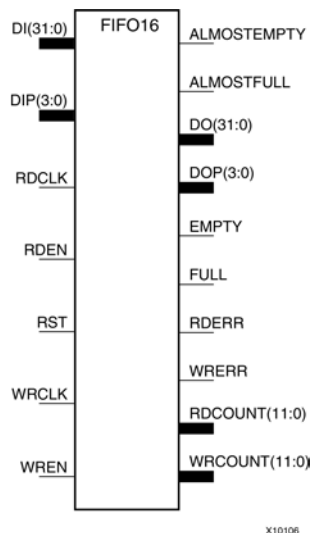 FIFO16
DI(31:0)
DIP(3:0)
RDCLK
RDEN
RST
WRCLK
WREN
ALMOSTEMPTY
ALMOSTFULL
DO(31:0)
DOP(3:0)
EMPTY
FULL
RDERR
WRERR
RDCOUNT(11:0)
WRCOUNT(11:0)
X10106